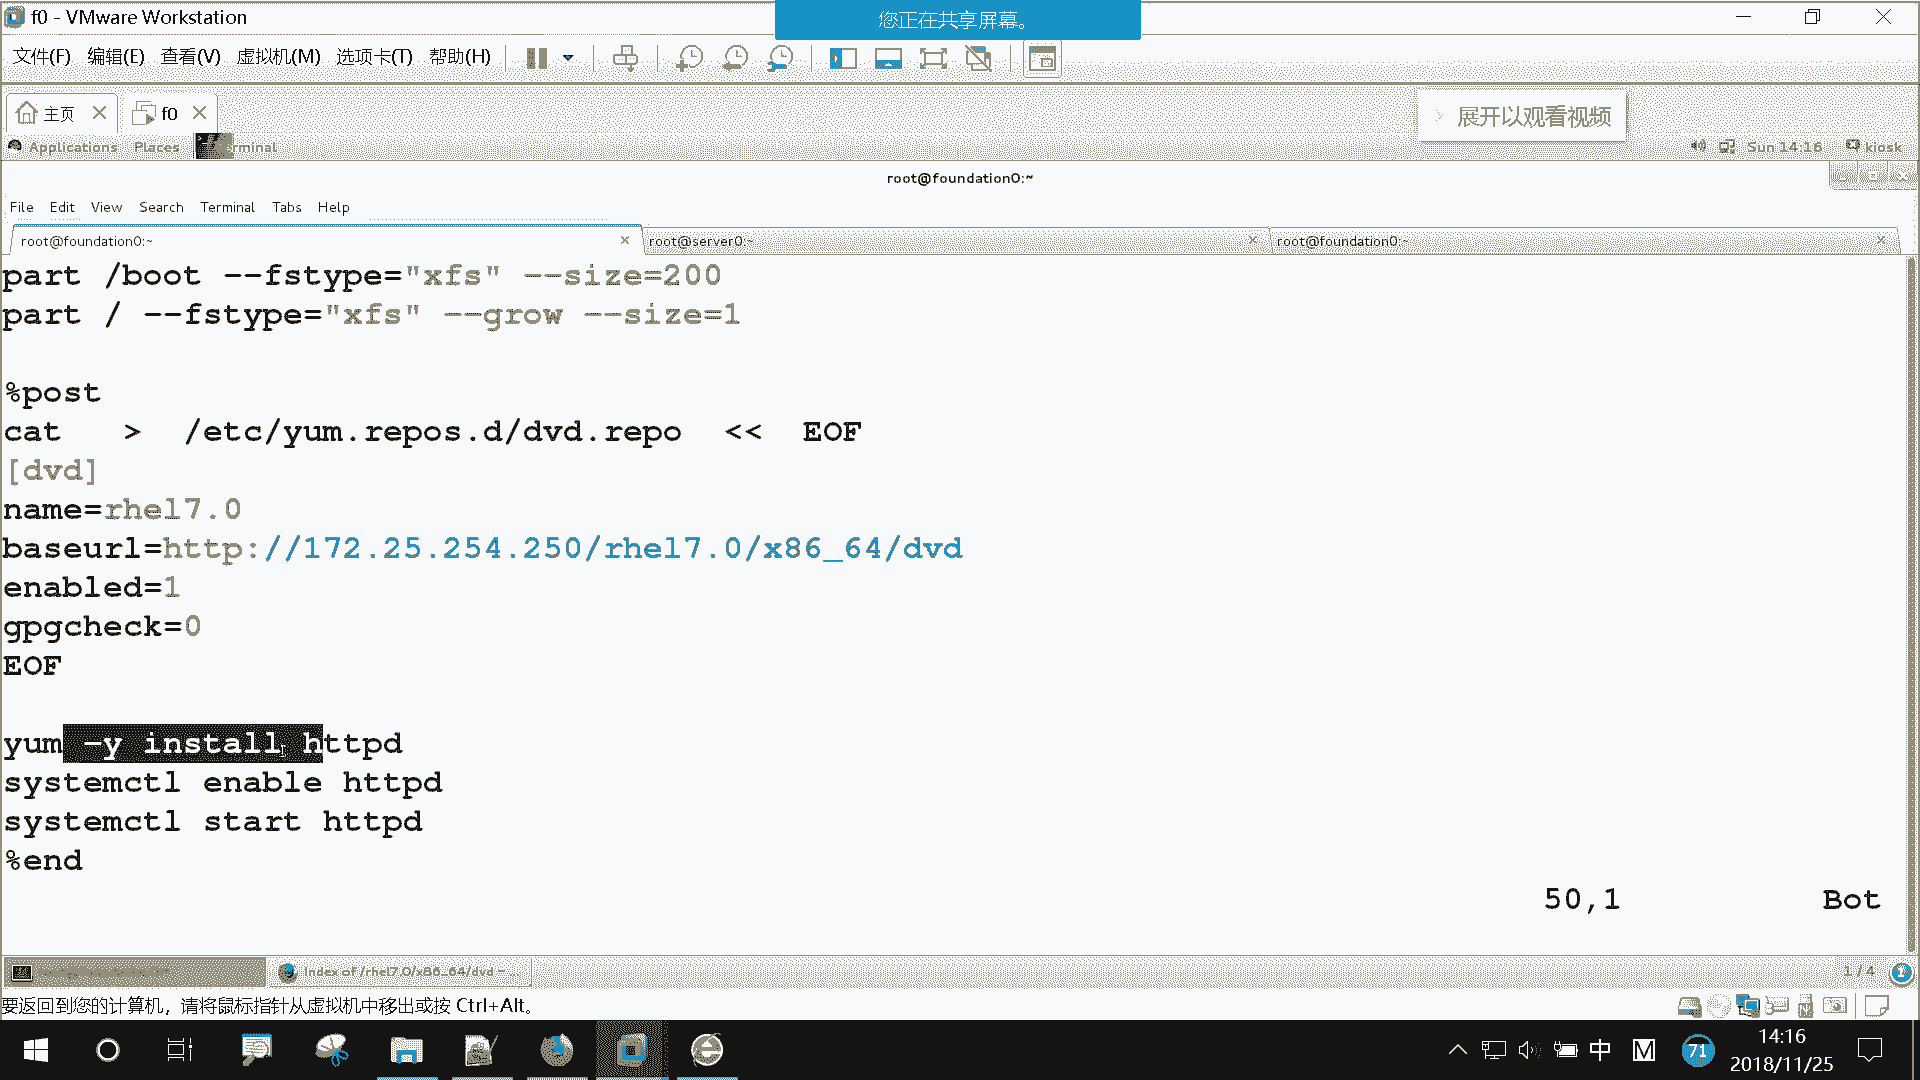 f0 - VMware Workstation
您正在共享屏幕。
文件(F) 编辑(E) 查看(V) 虚拟机(M) 选项卡(T) 帮助(H)
主页
f0
展开以观看视频
Applications Places
Sun 14:16 kiosk
root@foundation0:~
File Edit View Search Terminal Tabs Help
root@foundation0:~ root@server0:~ root@foundation0:~
part /boot --fstype="xfs" --size=200
part / --fstype="xfs" --grow --size=1
%post
cat > /etc/yum.repos.d/dvd.repo << EOF
[dvd]
name=rhel7.0
baseurl=http://172.25.254.250/rhel7.0/x86_64/dvd
enabled=1
gpgcheck=0
EOF
yum -y install httpd
systemctl enable httpd
systemctl start httpd
%end
50,1 Bot
Index of /rhel7.0/x86_64/dvd - ...
1 / 4
要返回到您的计算机，请将鼠标指针从虚拟机中移出或按 Ctrl+Alt。
中 M 71
14:16
2018/11/25